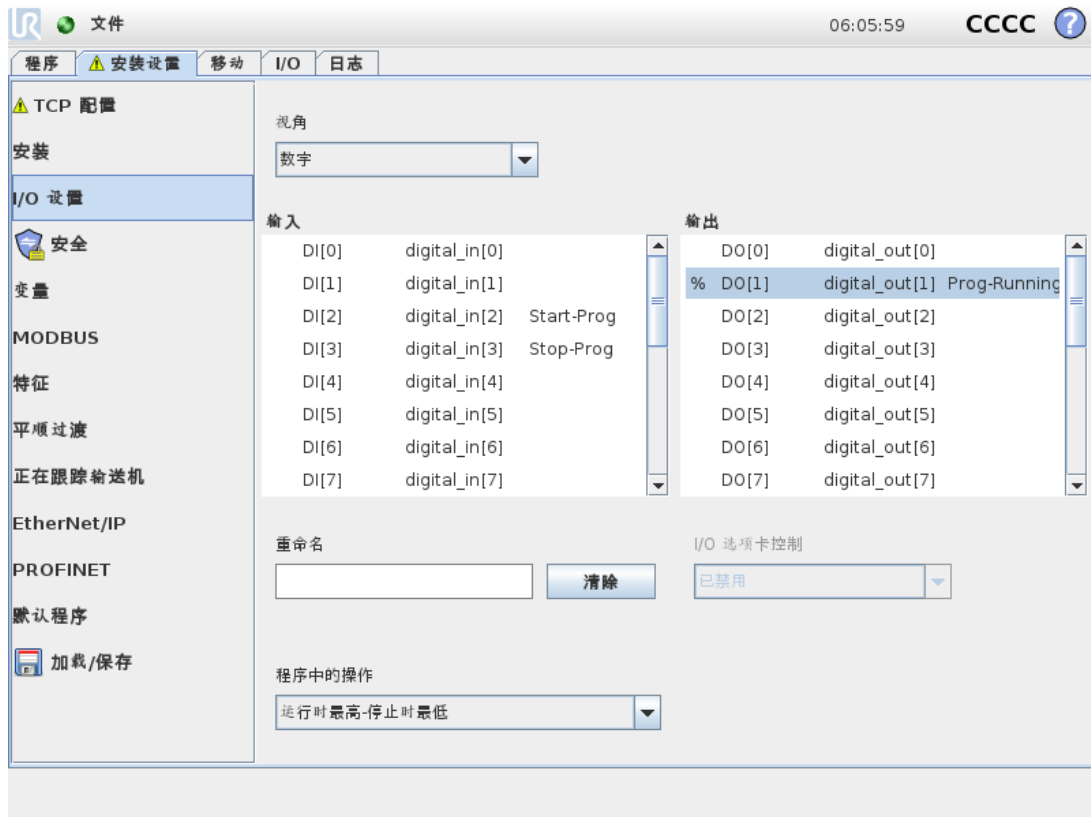 UR 文件 06:05:59 CCCC ?
程序 安装设置 移动 I/O 日志
TCP 配置
安装
I/O 设置
安全
变量
MODBUS
特征
平顺过渡
正在跟踪输送机
EtherNet/IP
PROFINET
默认程序
加载/保存
视角
数字
输入
DI[0] digital_in[0]
DI[1] digital_in[1]
DI[2] digital_in[2] Start-Prog
DI[3] digital_in[3] Stop-Prog
DI[4] digital_in[4]
DI[5] digital_in[5]
DI[6] digital_in[6]
DI[7] digital_in[7]
输出
DO[0] digital_out[0]
% DO[1] digital_out[1] Prog-Running
DO[2] digital_out[2]
DO[3] digital_out[3]
DO[4] digital_out[4]
DO[5] digital_out[5]
DO[6] digital_out[6]
DO[7] digital_out[7]
重命名
清除
I/O 选项卡控制
已禁用
程序中的操作
运行时最高-停止时最低